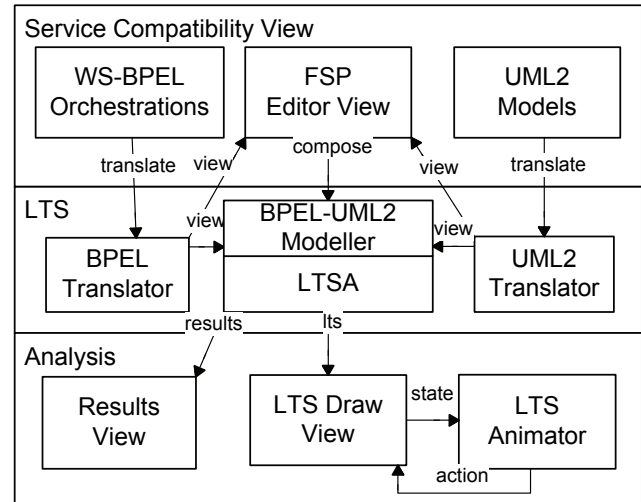 Service Compatibility View
WS-BPEL
Orchestrations
FSP
Editor View
UML2
Models
translate
view
compose
view
translate
LTS
view
view
BPEL-UML2
Modeller
BPEL
Translator
LTSA
UML2
Translator
results
lts
Analysis
Results
View
LTS Draw
View
state
LTS
Animator
action